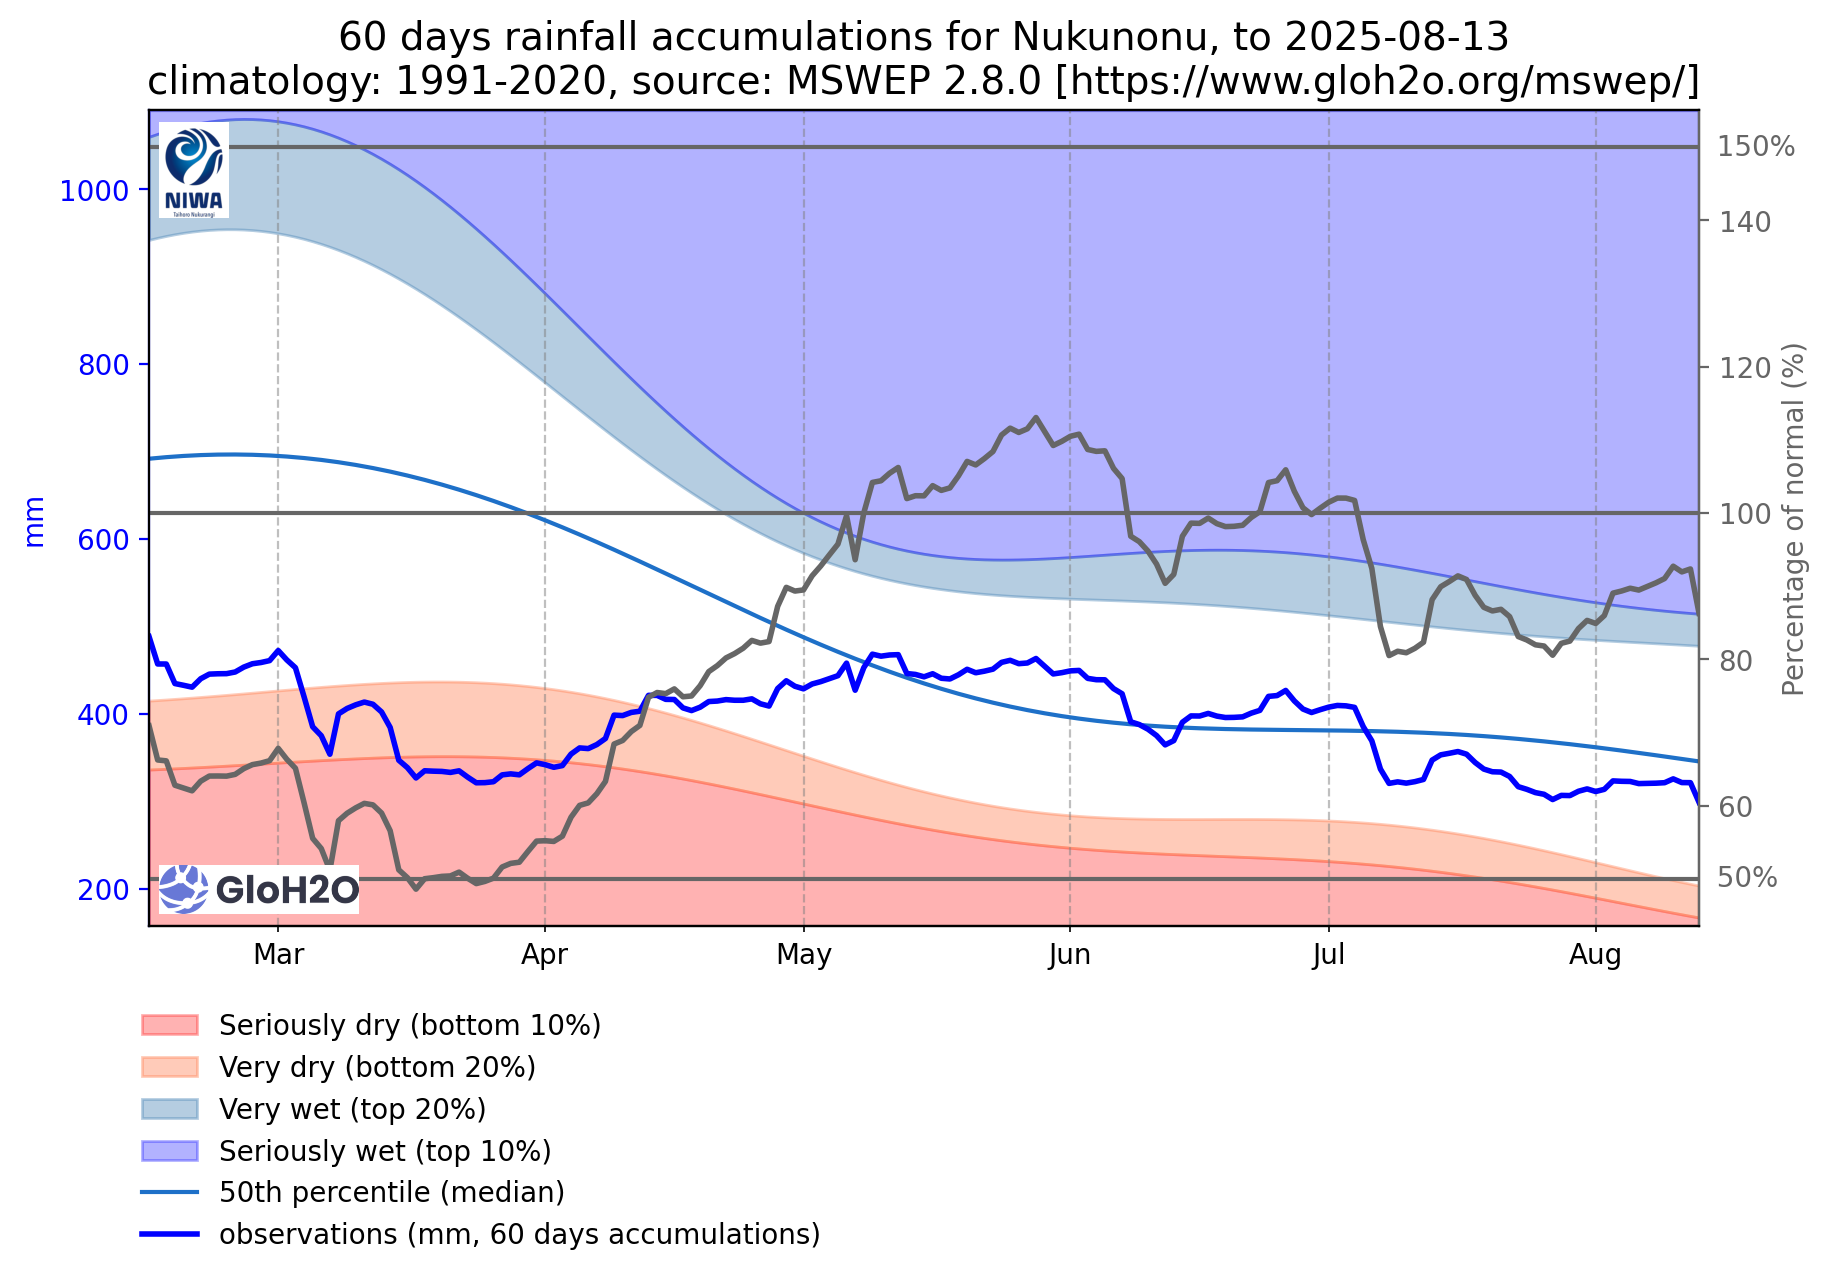 60 days rainfall accumulations for Nukunonu, to 2025-08-13
climatology: 1991-2020, source: MSWEP 2.8.0 [https://www.gloh2o.org/mswep/]
NIWA
Taihoro Nukurangi
1000
800
600
400
200
mm
150%
140
120
100
80
60
50%
Percentage of normal (%)
GloH2O
Mar
Apr
May
Jun
Jul
Aug
Seriously dry (bottom 10%)
Very dry (bottom 20%)
Very wet (top 20%)
Seriously wet (top 10%)
50th percentile (median)
observations (mm, 60 days accumulations)